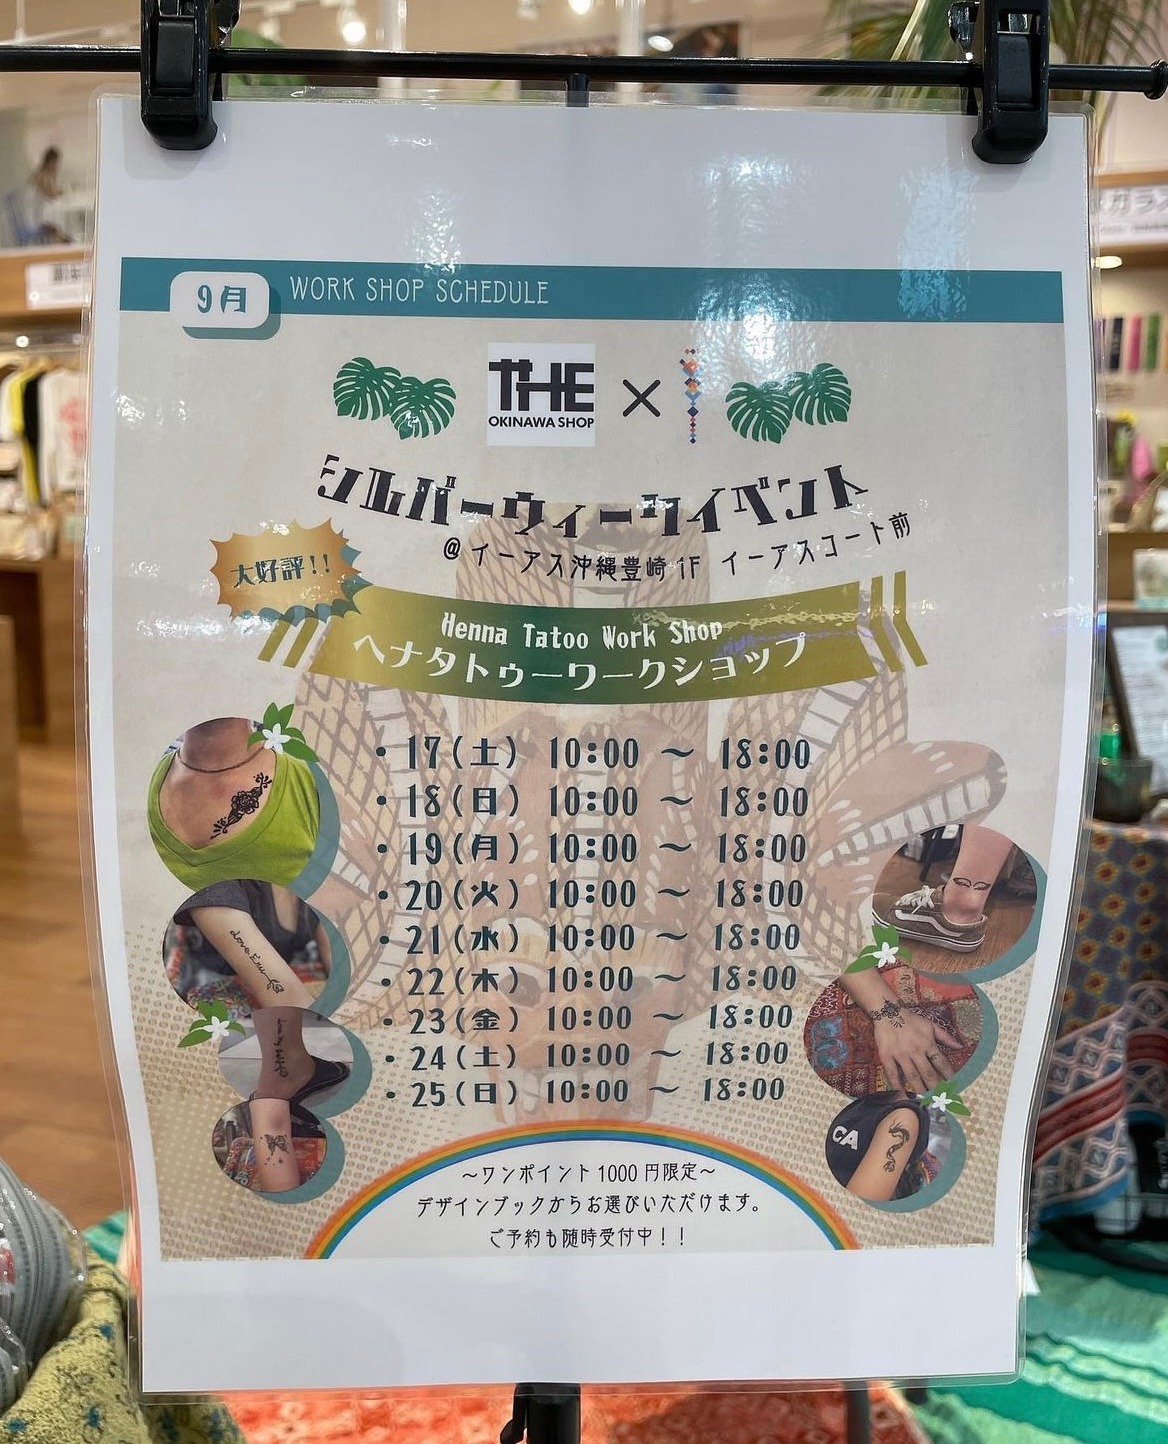 9月
WORK SHOP SCHEDULE
THE
OKINAWA SHOP
×
シルバーウィークイベント
@イーアス沖縄豊崎 1F イーアスコート前
大好評!!
Henna Tatoo Work Shop
ヘナタトゥーワークショップ
・17(土) 10:00 ～ 18:00
・18(日) 10:00 ～ 18:00
・19(月) 10:00 ～ 18:00
・20(火) 10:00 ～ 18:00
・21(水) 10:00 ～ 18:00
・22(木) 10:00 ～ 18:00
・23(金) 10:00 ～ 18:00
・24(土) 10:00 ～ 18:00
・25(日) 10:00 ～ 18:00
CA
～ワンポイント1000円限定～
デザインブックからお選びいただけます。
ご予約も随時受付中！！